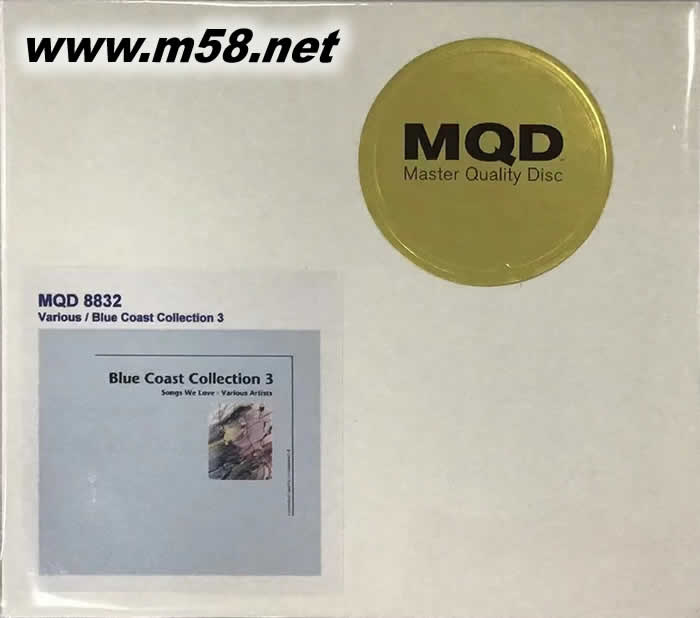 www.m58.net
MQD
Master Quality Disc
MQD 8832
Various / Blue Coast Collection 3
Blue Coast Collection 3
Songs We Love - Various Artists